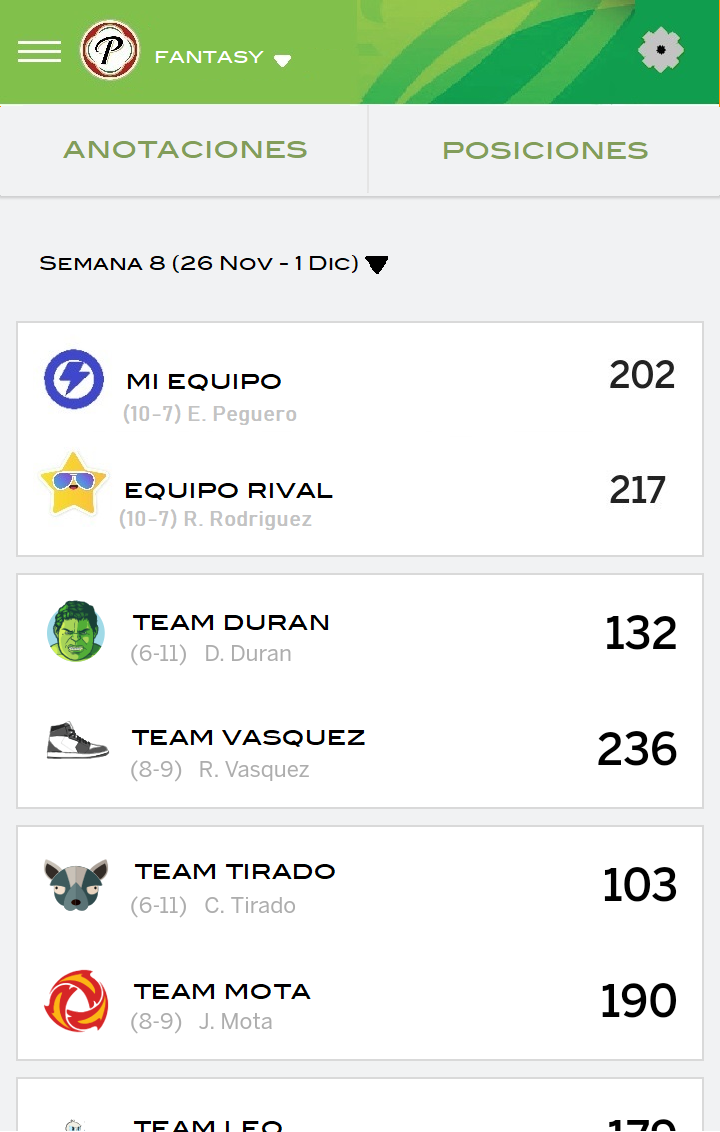 P
FANTASY
ANOTACIONES
POSICIONES
Semana 8 (26 Nov - 1 Dic)
MI EQUIPO
202
(10-7) E. Peguero
EQUIPO RIVAL
217
(10-7) R. Rodriguez
TEAM DURAN
132
(6-11) D. Duran
TEAM VASQUEZ
236
(8-9) R. Vasquez
TEAM TIRADO
103
(6-11) C. Tirado
TEAM MOTA
190
(8-9) J. Mota
TEAM LEO
179